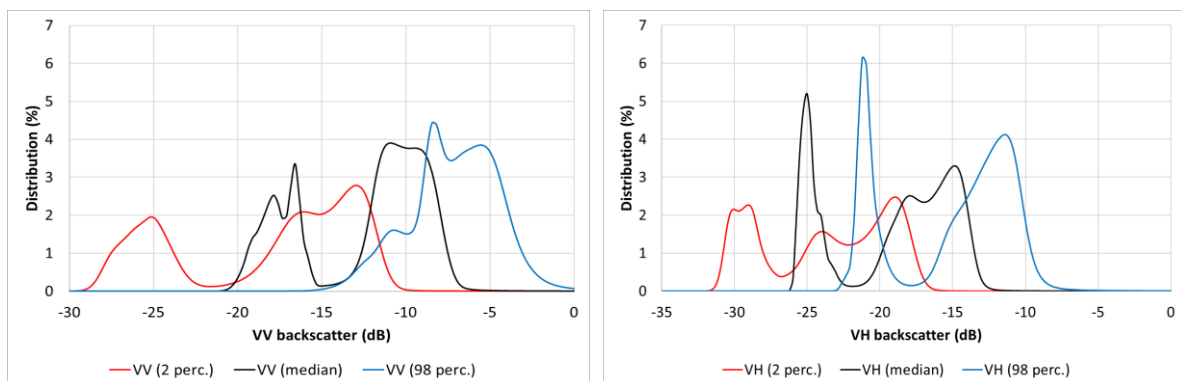 7
6
5
4
3
2
1
0
Distribution (%)
-30 -25 -20 -15 -10 -5 0
VV backscatter (dB)
VV (2 perc.) VV (median) VV (98 perc.)
7
6
5
4
3
2
1
0
Distribution (%)
-35 -30 -25 -20 -15 -10 -5 0
VH backscatter (dB)
VH (2 perc.) VH (median) VH (98 perc.)